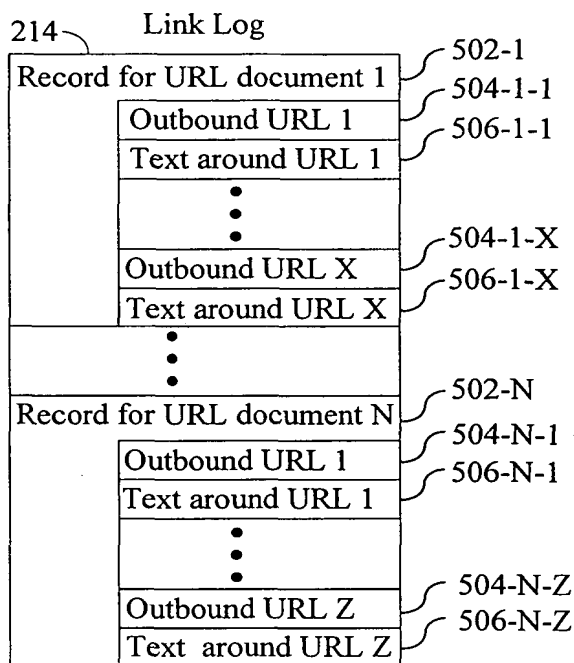 214
Link Log
Record for URL document 1
502-1
Outbound URL 1
504-1-1
Text around URL 1
506-1-1
Outbound URL X
504-1-X
Text around URL X
506-1-X
Record for URL document N
502-N
Outbound URL 1
504-N-1
Text around URL 1
506-N-1
Outbound URL Z
504-N-Z
Text around URL Z
506-N-Z